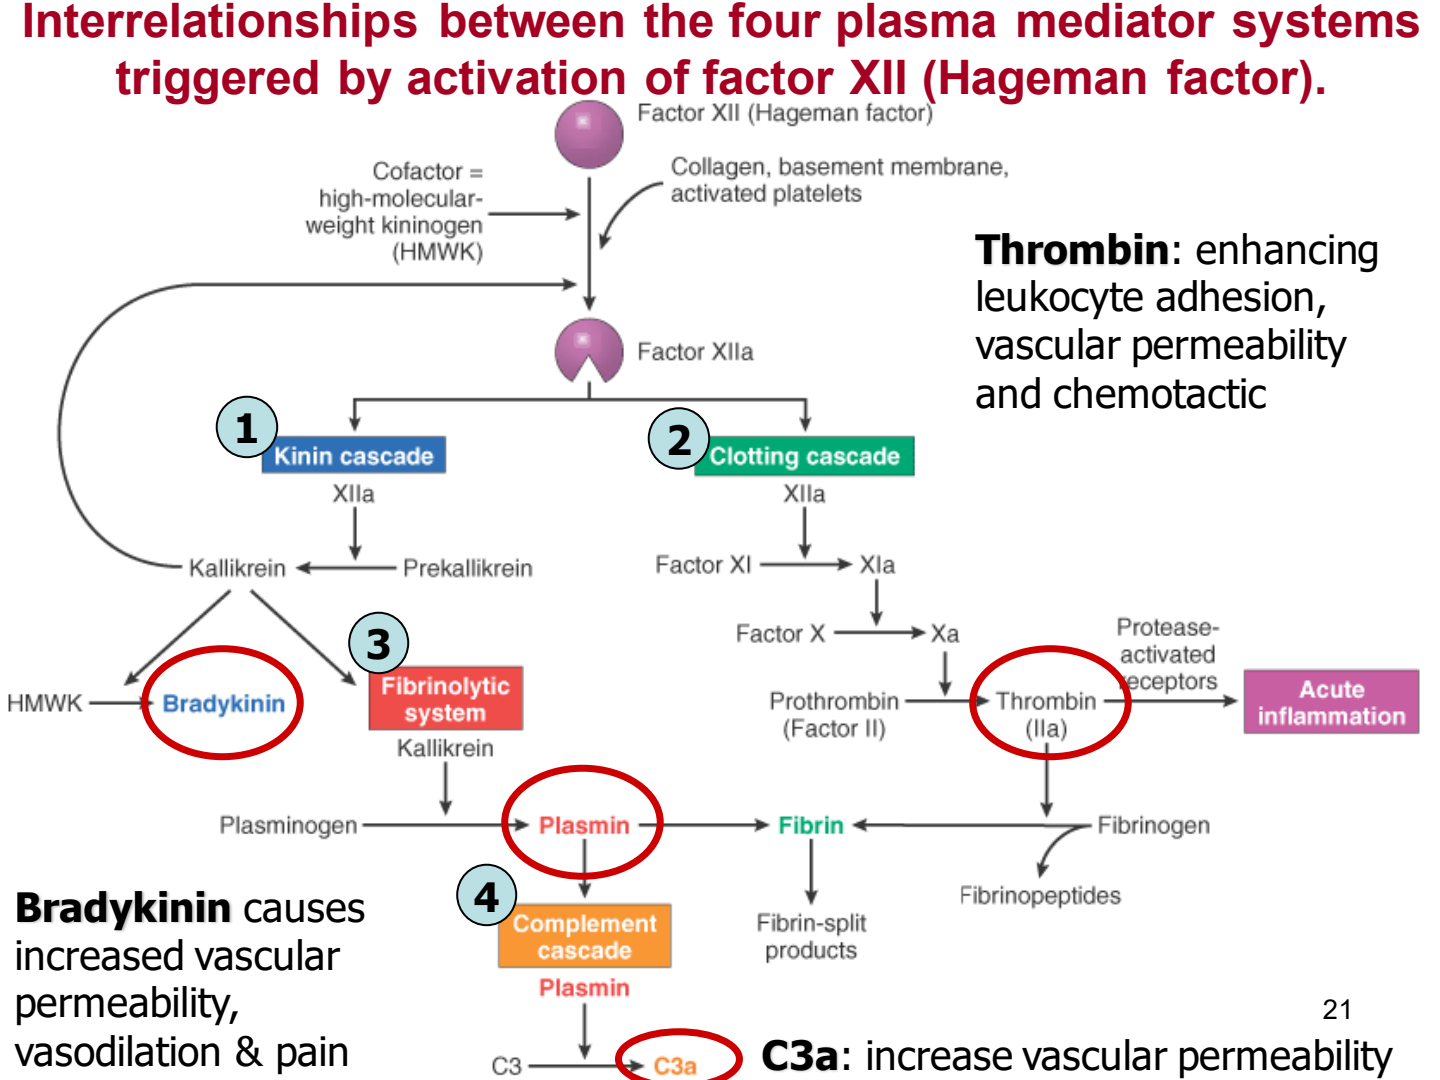 Interrelationships between the four plasma mediator systems
triggered by activation of factor XII (Hageman factor).
Factor XII (Hageman factor)
Cofactor =
high-molecular-
weight kininogen
(HMWK)
Collagen, basement membrane,
activated platelets
Thrombin: enhancing
leukocyte adhesion,
vascular permeability
and chemotactic
Factor XIIa
1
Kinin cascade
2
Clotting cascade
XIIa
XIIa
Kallikrein
Prekallikrein
Factor XI
XIa
Factor X
Xa
Protease-
activated
receptors
3
Fibrinolytic
system
HMWK
Bradykinin
Prothrombin
(Factor II)
Thrombin
(IIa)
Acute
inflammation
Kallikrein
Plasminogen
Plasmin
Fibrin
Fibrinogen
Fibrinopeptides
Fibrin-split
products
4
Complement
cascade
Plasmin
C3
C3a
Bradykinin causes
increased vascular
permeability,
vasodilation & pain
21
C3a: increase vascular permeability